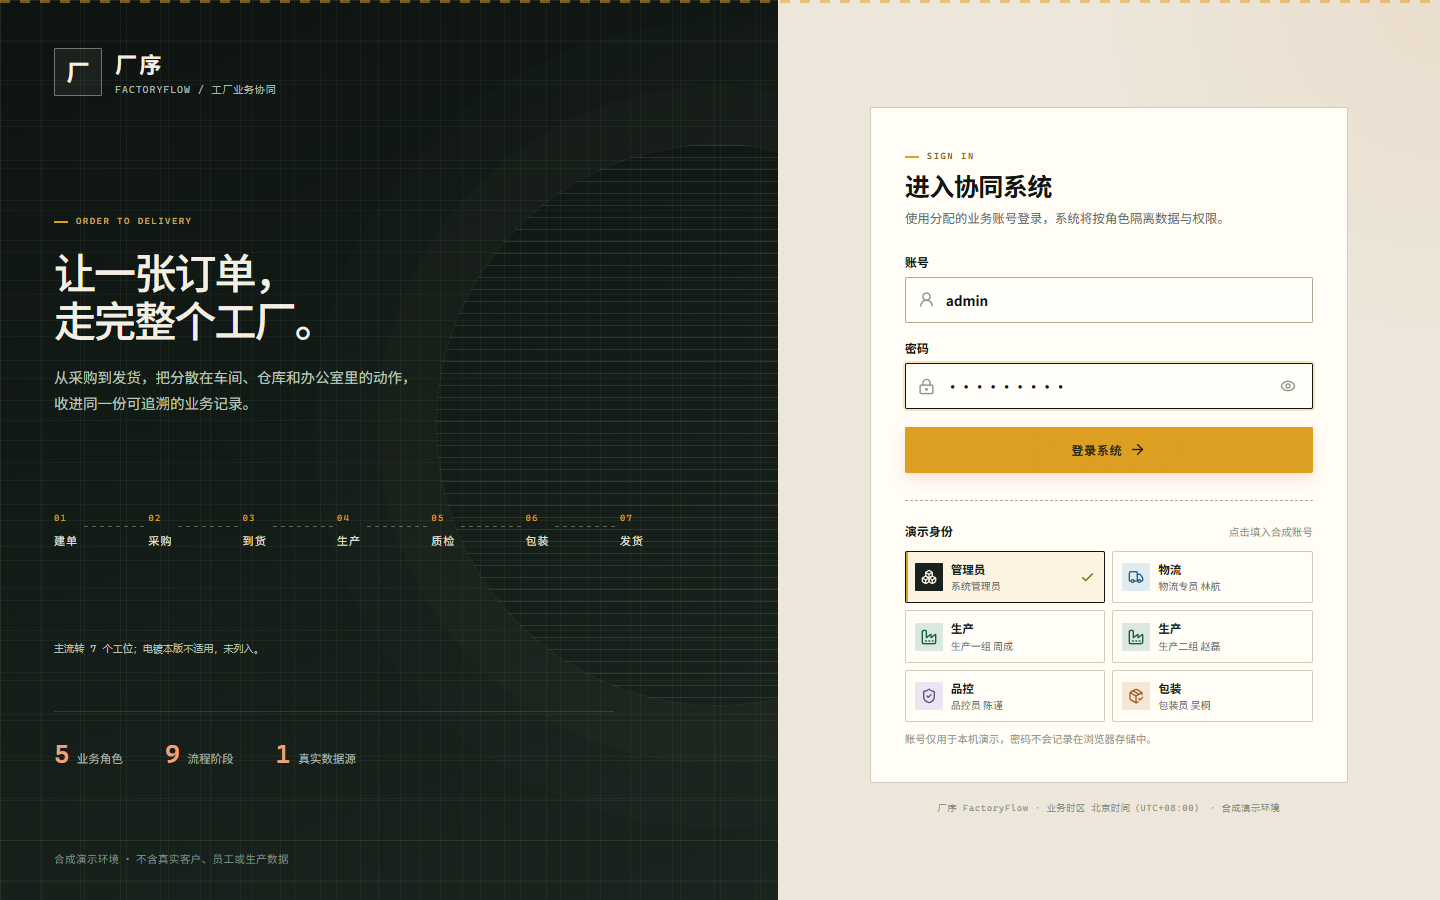 厂
厂序
FACTORYFLOW / 工厂业务协同
ORDER TO DELIVERY
让一张订单，
走完整个工厂。
从采购到发货，把分散在车间、仓库和办公室里的动作，
收进同一份可追溯的业务记录。
01 02 03 04 05 06 07
建单 采购 到货 生产 质检 包装 发货
主流转 7 个工位；电镀本版不适用，未列入。
5 业务角色 9 流程阶段 1 真实数据源
合成演示环境 • 不含真实客户、员工或生产数据
SIGN IN
进入协同系统
使用分配的业务账号登录，系统将按角色隔离数据与权限。
账号
admin
密码
登录系统
演示身份 点击填入合成账号
管理员
系统管理员
物流
物流专员 林航
生产
生产一组 周成
生产
生产二组 赵磊
品控
品控员 陈谨
包装
包装员 吴桐
账号仅用于本机演示，密码不会记录在浏览器存储中。
厂序 FactoryFlow · 业务时区 北京时间（UTC+08:00） · 合成演示环境